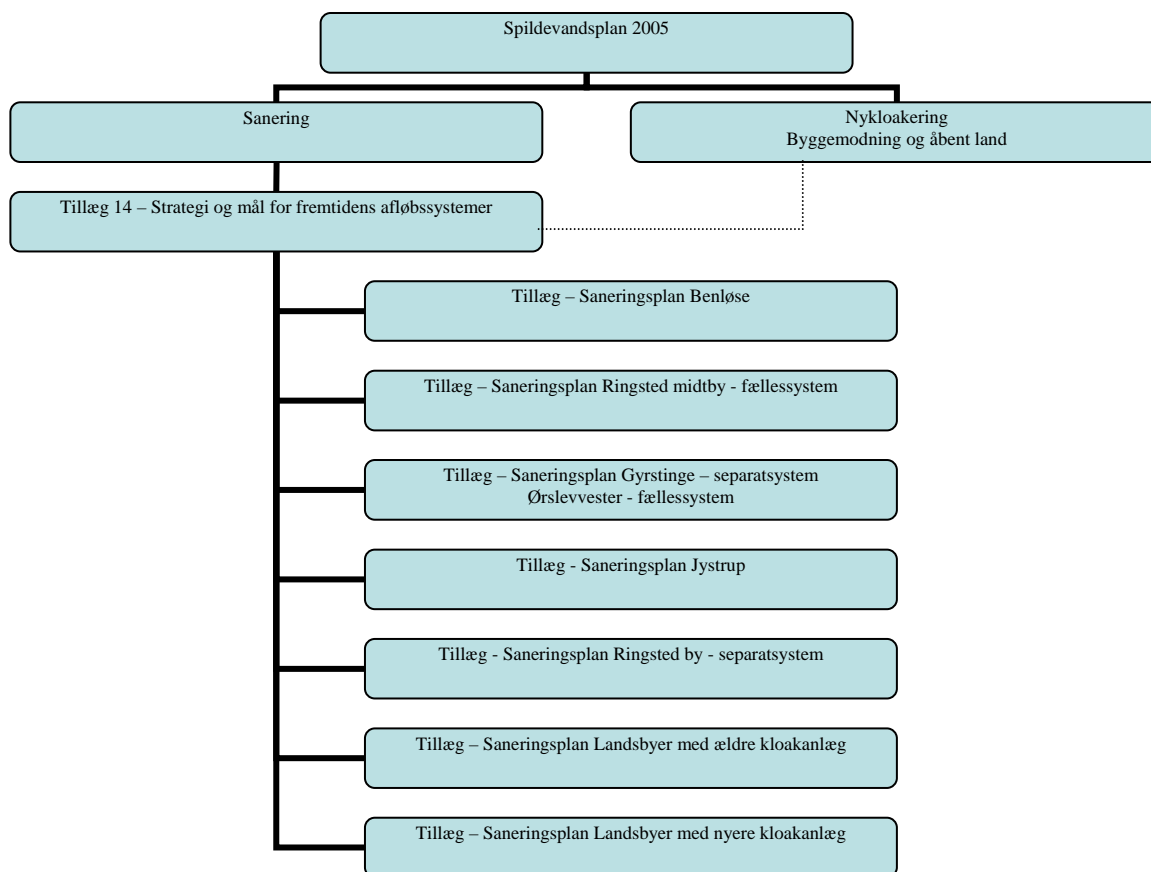 Spildevandsplan 2005
Sanering
Nykloakering
Byggemodning og åbent land
Tillæg 14 – Strategi og mål for fremtidens afløbssystemer
Tillæg – Saneringsplan Benløse
Tillæg – Saneringsplan Ringsted midtby - fællessystem
Tillæg – Saneringsplan Gyrstinge – separatsystem
Ørslevvester - fællessystem
Tillæg - Saneringsplan Jystrup
Tillæg - Saneringsplan Ringsted by - separatsystem
Tillæg – Saneringsplan Landsbyer med ældre kloakanlæg
Tillæg – Saneringsplan Landsbyer med nyere kloakanlæg